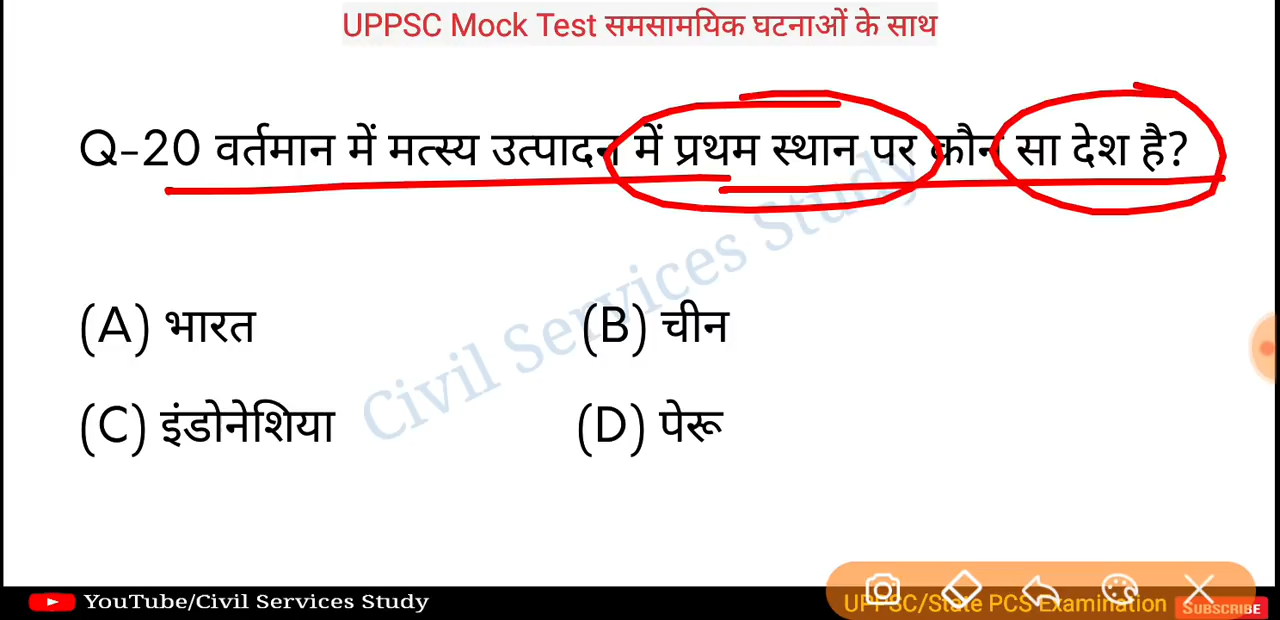 UPPSC Mock Test समसामयिक घटनाओं के साथ
Q-20 वर्तमान में मत्स्य उत्पादन में प्रथम स्थान पर कौन सा देश है?
(A) भारत
(B) चीन
Civil Services Study
(C) इंडोनेशिया
(D) पेरू
YouTube/Civil Services Study
UPPSC/State PCS Examination
SUBSCRIBE